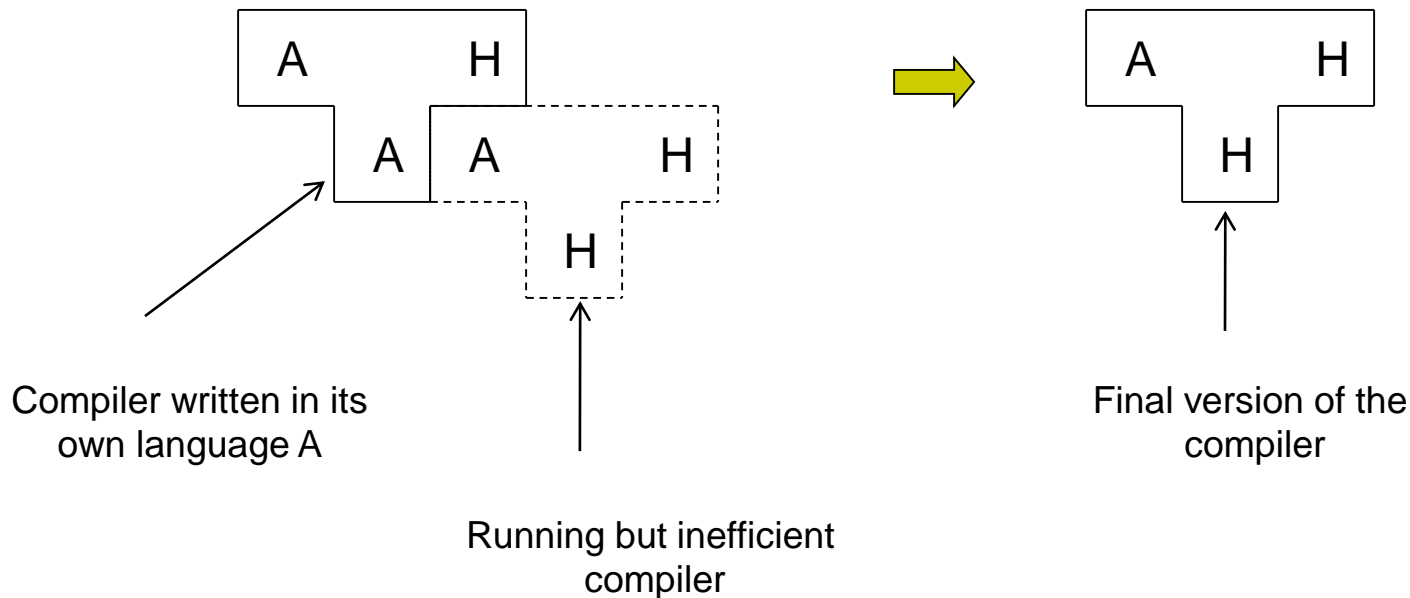 A H
A H
A A H
H
H
Compiler written in its
own language A
Final version of the
compiler
Running but inefficient
compiler